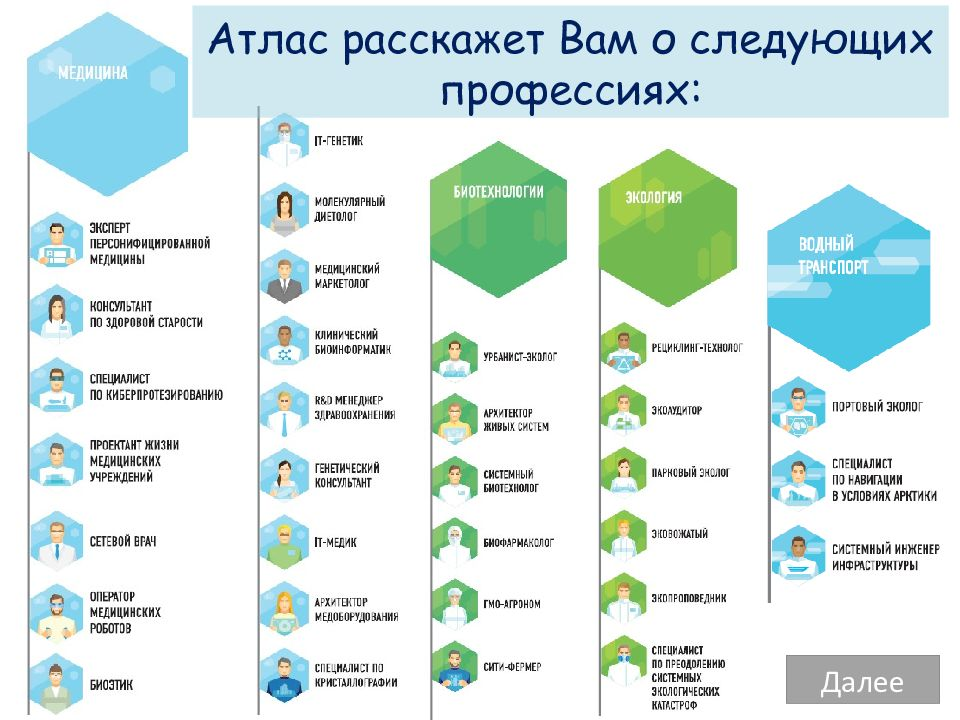 Атлас расскажет Вам о следующих
профессиях:
МЕДИЦИНА
ЭКСПЕРТ
ПЕРСОНИФИЦИРОВАННОЙ
МЕДИЦИНЫ
КОНСУЛЬТАНТ
ПО ЗДОРОВОЙ СТАРОСТИ
СПЕЦИАЛИСТ
ПО КИБЕРПРОТЕЗИРОВАНИЮ
ПРОЕКТАНТ ЖИЗНИ
МЕДИЦИНСКИХ
УЧРЕЖДЕНИЙ
СЕТЕВОЙ ВРАЧ
ОПЕРАТОР
МЕДИЦИНСКИХ
РОБОТОВ
БИОЭТИК
IT-ГЕНЕТИК
МОЛЕКУЛЯРНЫЙ
ДИЕТОЛОГ
МЕДИЦИНСКИЙ
МАРКЕТОЛОГ
КЛИНИЧЕСКИЙ
БИОИНФОРМАТИК
R&D МЕНЕДЖЕР
ЗДРАВООХРАНЕНИЯ
ГЕНЕТИЧЕСКИЙ
КОНСУЛЬТАНТ
IT-МЕДИК
АРХИТЕКТОР
МЕДОБОРУДОВАНИЯ
СПЕЦИАЛИСТ ПО
КРИСТАЛЛОГРАФИИ
БИОТЕХНОЛОГИИ
УРБАНИСТ-ЭКОЛОГ
АРХИТЕКТОР
ЖИВЫХ СИСТЕМ
СИСТЕМНЫЙ
БИОТЕХНОЛОГ
БИОФАРМАКОЛОГ
ГМО-АГРОНОМ
СИТИ-ФЕРМЕР
ЭКОЛОГИЯ
РЕЦИКЛИНГ-ТЕХНОЛОГ
ЭКОАУДИТОР
ПАРКОВЫЙ ЭКОЛОГ
ЭКОВОЖАТЫЙ
ЭКОПРОПОВЕДНИК
СПЕЦИАЛИСТ
ПО ПРЕОДОЛЕНИЮ
СИСТЕМНЫХ
ЭКОЛОГИЧЕСКИХ
КАТАСТРОФ
ВОДНЫЙ
ТРАНСПОРТ
ПОРТОВЫЙ ЭКОЛОГ
СПЕЦИАЛИСТ
ПО НАВИГАЦИИ
В УСЛОВИЯХ АРКТИКИ
СИСТЕМНЫЙ ИНЖЕНЕР
ИНФРАСТРУКТУРЫ
Далее